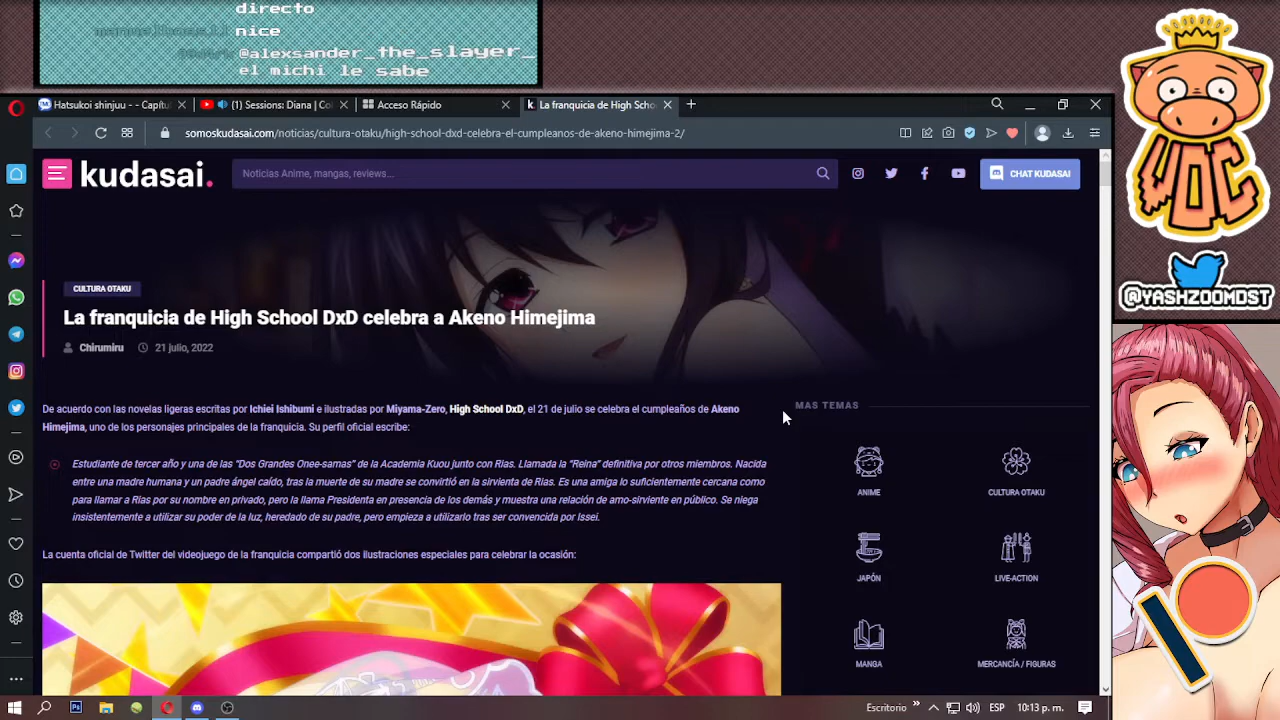 directo
nice
@alexsander_the_slayer_
el michi le sabe
Hatsukoi shinjuu - - Capítu
(1) Sessions: Diana | Col
Acceso Rápido
La franquicia de High Scho
somoskudasai.com/noticias/cultura-otaku/high-school-dxd-celebra-el-cumpleanos-de-akeno-himejima-2/
kudasai.
Noticias Anime, mangas, reviews...
CHAT KUDASAI
CULTURA OTAKU
La franquicia de High School DxD celebra a Akeno Himejima
Chirumiru
21 julio, 2022
De acuerdo con las novelas ligeras escritas por Ichiei Ishibumi e ilustradas por Miyama-Zero, High School DxD, el 21 de julio se celebra el cumpleaños de Akeno
Himejima, uno de los personajes principales de la franquicia. Su perfil oficial escribe:
Estudiante de tercer año y una de las “Dos Grandes Onee-samas” de la Academia Kuou junto con Rias. Llamada la “Reina” definitiva por otros miembros. Nacida
entre una madre humana y un padre ángel caído, tras la muerte de su madre se convirtió en la sirvienta de Rias. Es una amiga lo suficientemente cercana como
para llamar a Rias por su nombre en privado, pero la llama Presidenta en presencia de los demás y muestra una relación de amo-sirviente en público. Se niega
insistentemente a utilizar su poder de la luz, heredado de su padre, pero empieza a utilizarlo tras ser convencida por Issei.
La cuenta oficial de Twitter del videojuego de la franquicia compartió dos ilustraciones especiales para celebrar la ocasión:
MAS TEMAS
ANIME
CULTURA OTAKU
JAPÓN
LIVE-ACTION
MANGA
MERCANCÍA / FIGURAS
VOC
@YASHZOOMDST
Escritorio
ESP
10:13 p. m.